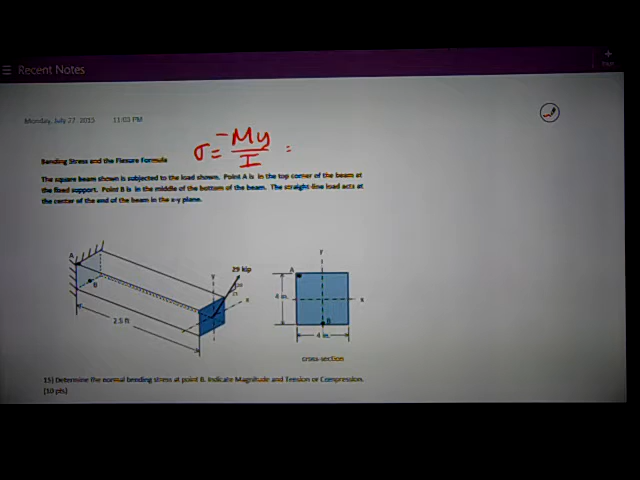 Recent Notes
Page
Monday, July 27, 2015 11:03 PM
σ = -My/I =
Bending Stress and the Flexure Formula
The square beam shown is subjected to the load shown. Point A is in the top corner of the beam at
the fixed support. Point B is in the middle of the bottom of the beam. The straight-line load acts at
the center of the end of the beam in the x-y plane.
A
B
2.5 ft
29 kip
y
x
y
A
4 in.
x
B
4 in.
cross-section
15) Determine the normal bending stress at point B. Indicate Magnitude and Tension or Compression.
(10 pts)